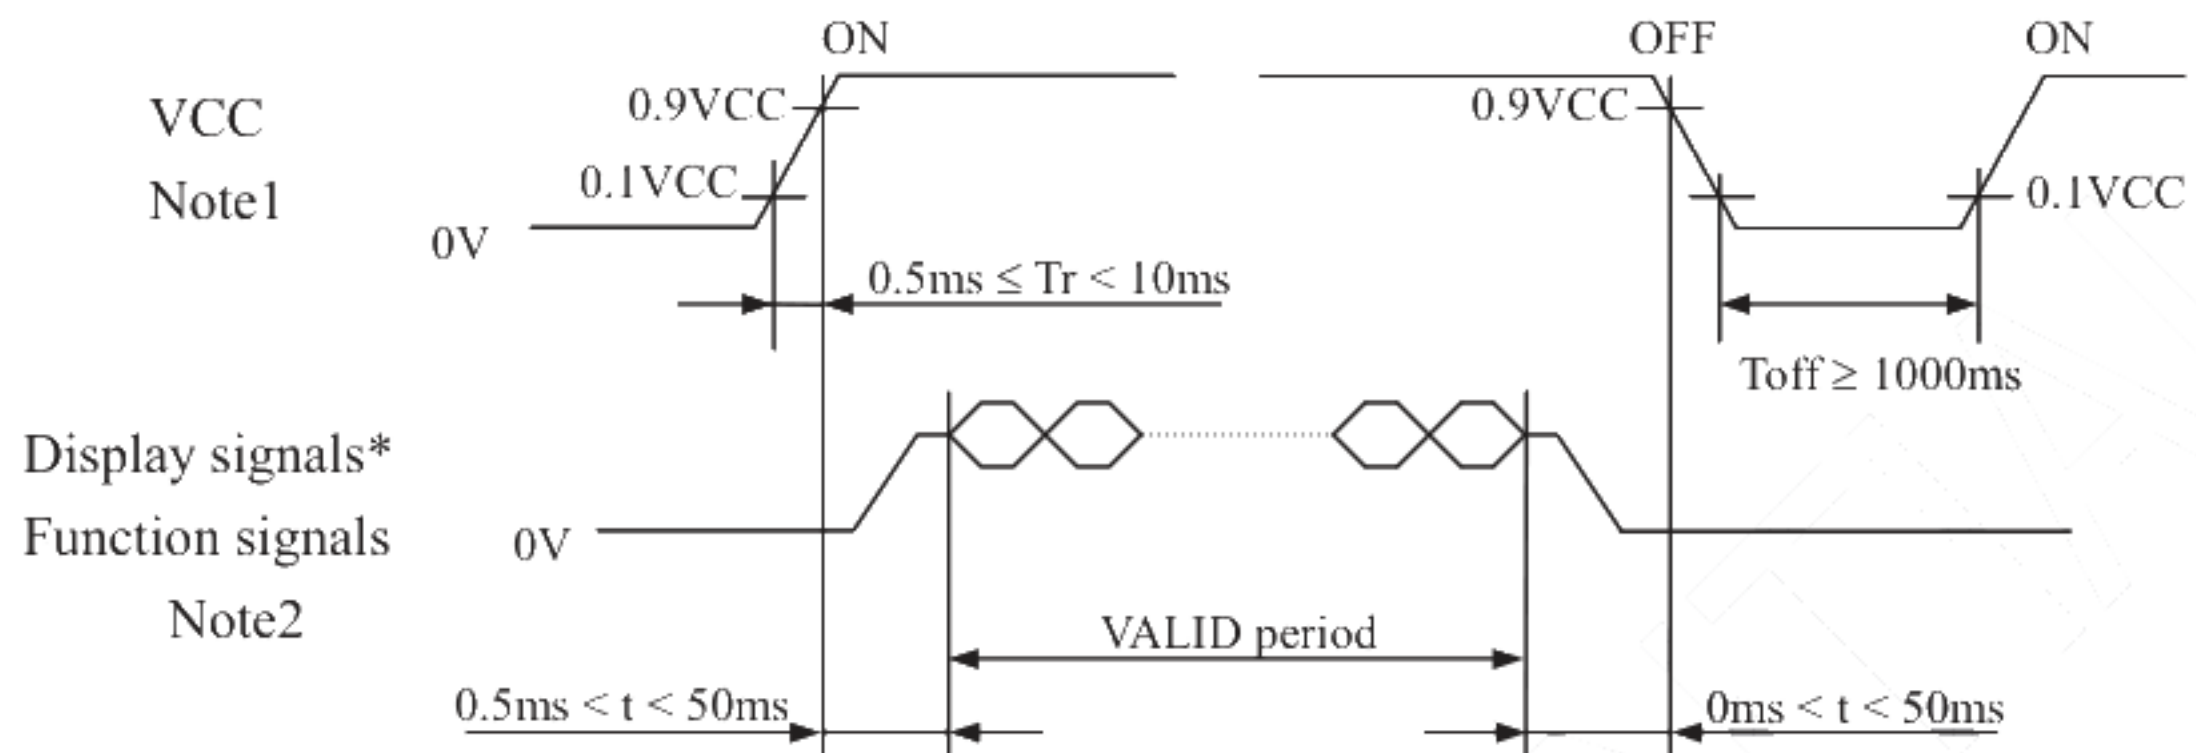 ON OFF ON
VCC 0.9VCC 0.9VCC
Note1 0.1VCC 0.1VCC
0V
0.5ms ≤ Tr < 10ms
Toff ≥ 1000ms
Display signals*
Function signals 0V
Note2
VALID period
0.5ms < t < 50ms 0ms < t < 50ms